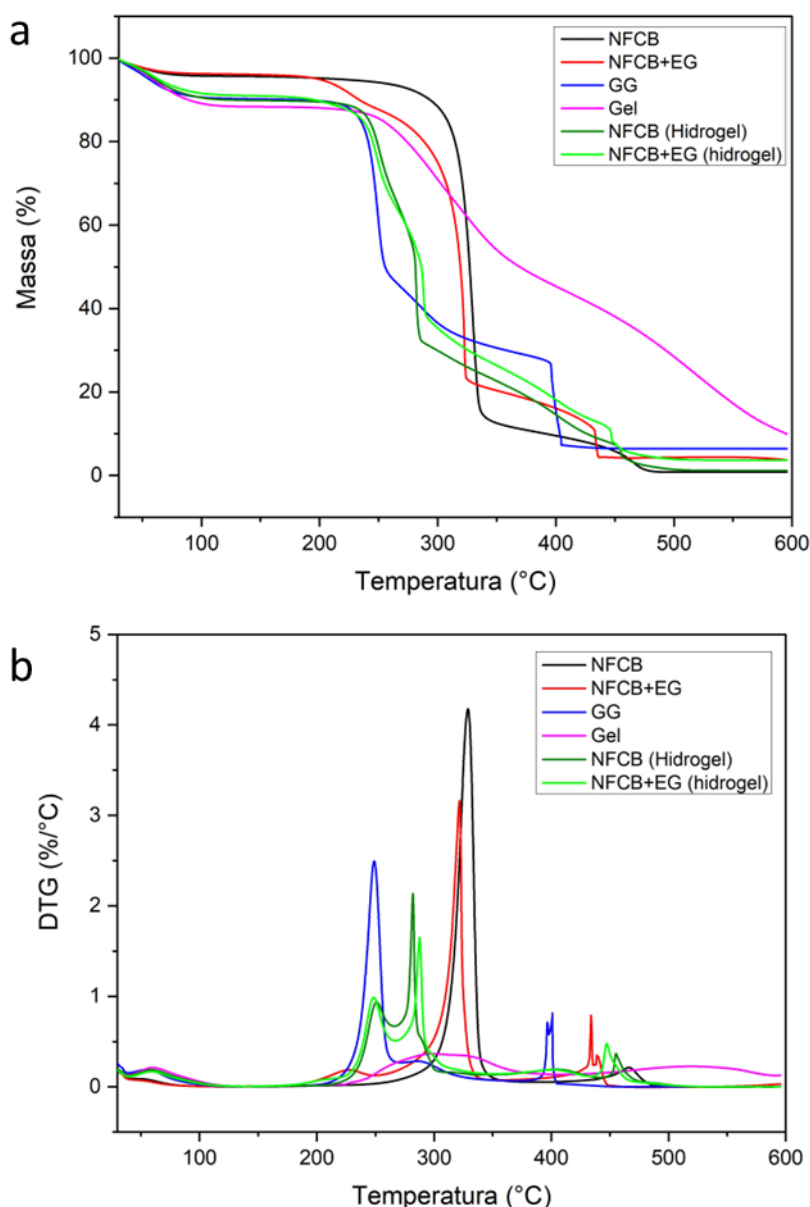 a
NFCB
NFCB+EG
GG
Gel
NFCB (Hidrogel)
NFCB+EG (hidrogel)
100
80
60
40
20
0
Massa (%)
100 200 300 400 500 600
Temperatura (°C)
b
NFCB
NFCB+EG
GG
Gel
NFCB (Hidrogel)
NFCB+EG (hidrogel)
5
4
3
2
1
0
DTG (%/°C)
100 200 300 400 500 600
Temperatura (°C)